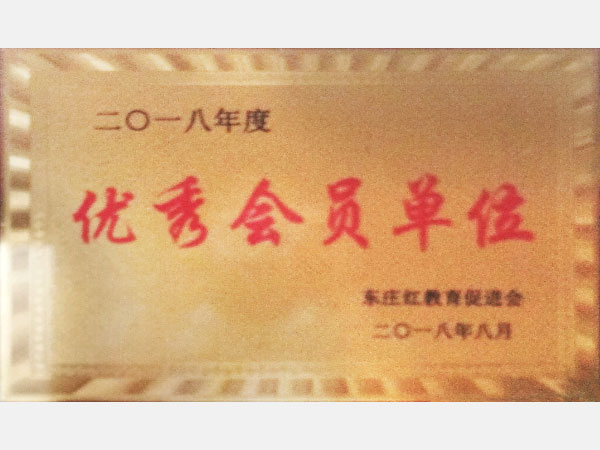 二〇一八年度
优秀会员单位
东庄红教育促进会
二〇一八年八月